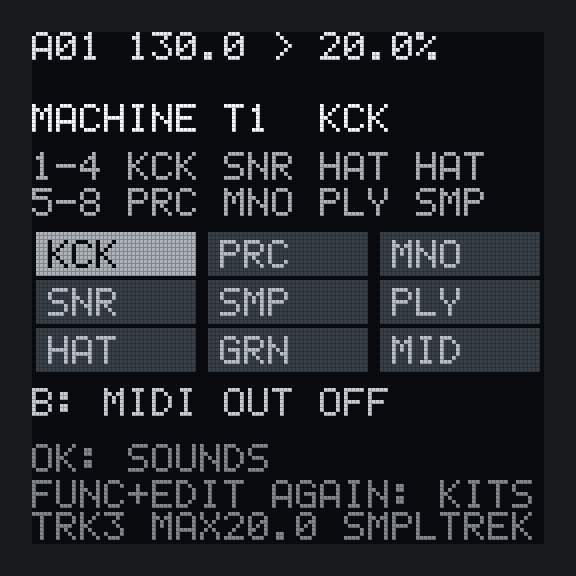 A01 130.0 > 20.0%
MACHINE T1 KCK
1-4 KCK SNR HAT HAT
5-8 PRC MNO PLY SMP
KCK PRC MNO
SNR SMP PLY
HAT GRN MID
B: MIDI OUT OFF
OK: SOUNDS
FUNC+EDIT AGAIN: KITS
TRK3 MAX20.0 SMPLTREK